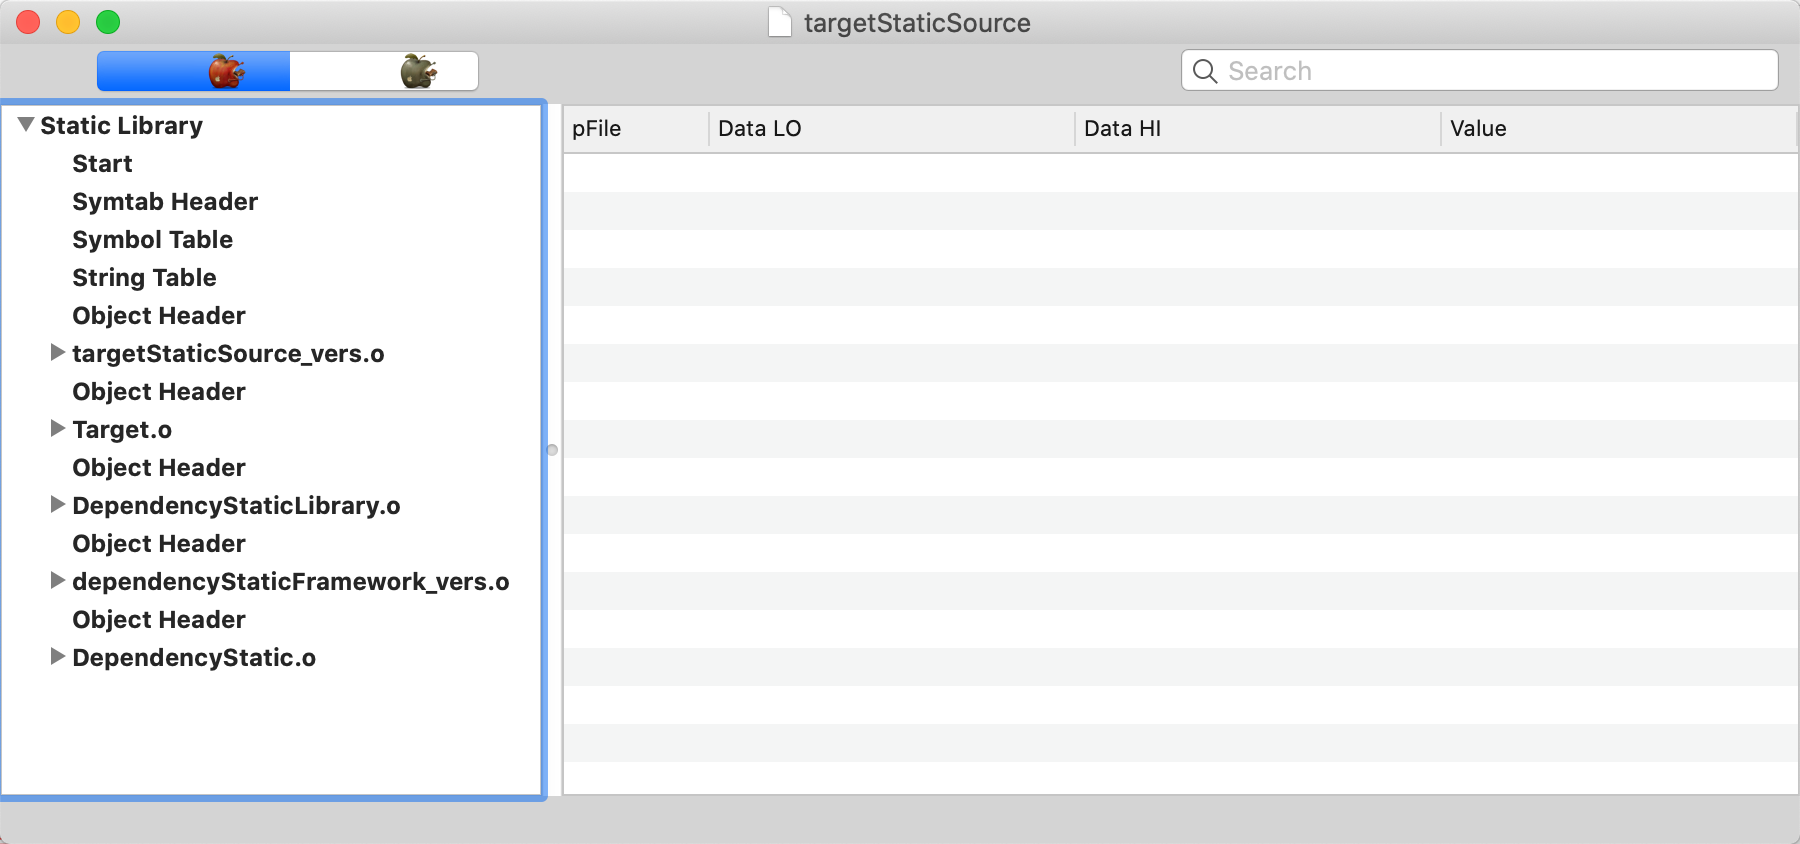 targetStaticSource
Search
Static Library
Start
Symtab Header
Symbol Table
String Table
Object Header
targetStaticSource_vers.o
Object Header
Target.o
Object Header
DependencyStaticLibrary.o
Object Header
dependencyStaticFramework_vers.o
Object Header
DependencyStatic.o
pFile Data LO Data HI Value